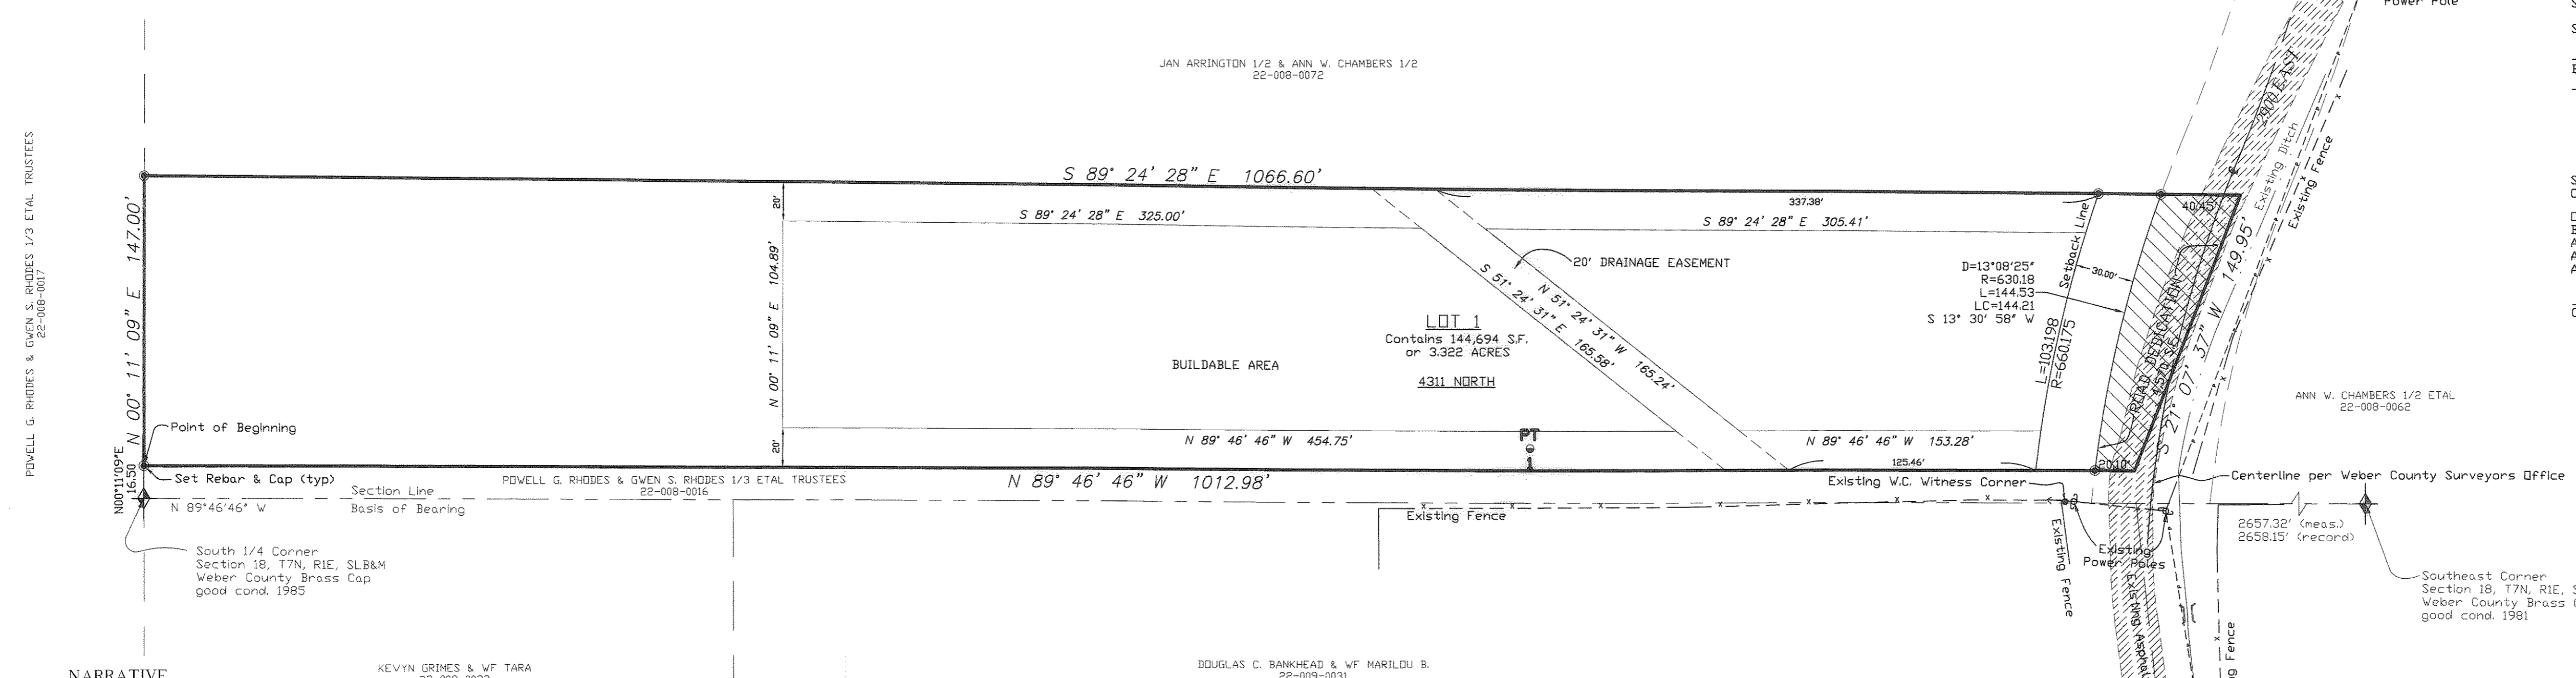 Power Pole
JAN ARRINGTON 1/2 & ANN W. CHAMBERS 1/2
22-008-0072
2900 EAST
Existing Ditch
Existing Fence
POWELL G. RHODES & GWEN S. RHODES 1/3 ETAL TRUSTEES
22-008-0017
S 89° 24' 28" E 1066.60'
N 00° 11' 09" E 147.00'
20'
S 89° 24' 28" E 325.00'
337.38'
S 89° 24' 28" E 305.41'
40.45'
Setback Line
30.00'
N 00° 11' 09" E 104.89'
20' DRAINAGE EASEMENT
D=13°08'25"
R=630.18
L=144.53
LC=144.21
S 13° 30' 58" W
S 51° 24' 31" E 165.58'
N 51° 24' 31" W 165.24'
LOT 1
Contains 144,694 S.F.
or 3.322 ACRES
4311 NORTH
BUILDABLE AREA
L=103.198
R=660.175
ROAD DEDICATION
S 21° 07' 37" W 149.95'
ANN W. CHAMBERS 1/2 ETAL
22-008-0062
Point of Beginning
N 89° 46' 46" W 454.75'
PT
1
N 89° 46' 46" W 153.28'
20'
125.46'
20.10'
N00°11'09"E
16.50
Set Rebar & Cap (typ)
POWELL G. RHODES & GWEN S. RHODES 1/3 ETAL TRUSTEES
22-008-0016
N 89° 46' 46" W 1012.98'
Existing W.C. Witness Corner
Centerline per Weber County Surveyors Office
Section Line
N 89°46'46" W
Basis of Bearing
Existing Fence
2657.32' (meas.)
2658.15' (record)
South 1/4 Corner
Section 18, T7N, R1E, SLB&M
Weber County Brass Cap
good cond. 1985
Existing Fence
Existing
Power Poles
Existing Asphalt
Southeast Corner
Section 18, T7N, R1E,
Weber County Brass
good cond. 1981
NARRATIVE
KEVYN GRIMES & WF TARA
DOUGLAS C. BANKHEAD & WF MARILOU B.
22-009-0031